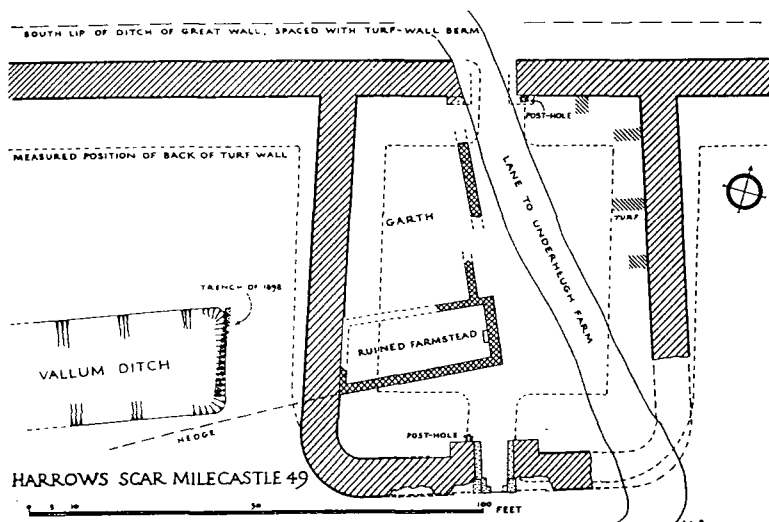 SOUTH LIP OF DITCH OF GREAT WALL, SPACED WITH TURF-WALL BERM
POST-HOLE
MEASURED POSITION OF BACK OF TURF WALL
GARTH
TURF
LANE TO UNDERHEUGH FARM
TRENCH OF 1898
VALLUM DITCH
RUINED FARMSTEAD
HEDGE
POST-HOLE
HARROWS SCAR MILECASTLE 49
0 5 10 50 100 FEET